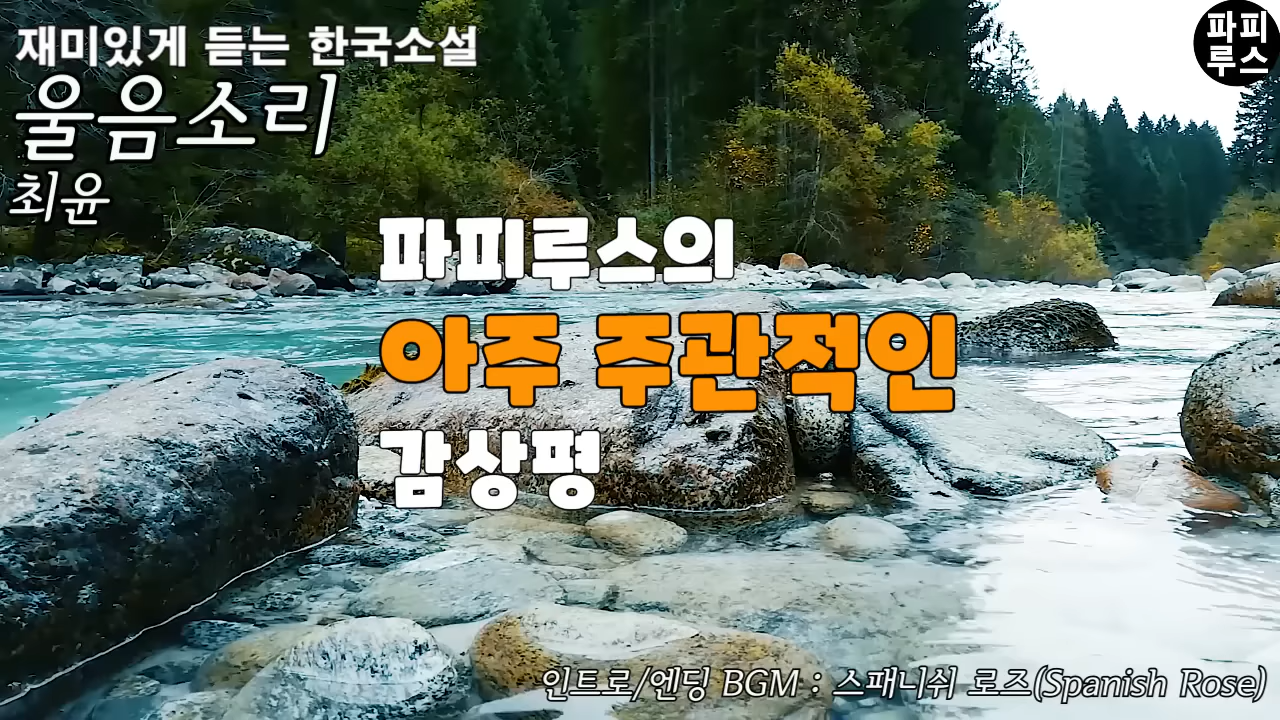 재미있게 듣는 한국소설
울음소리
최윤
파피
루스
파피루스의
아주 주관적인
감상평
인트로/엔딩 BGM : 스패니쉬 로즈(Spanish Rose)